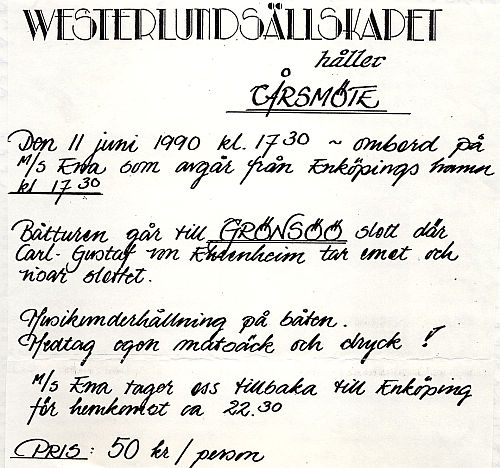 WESTERLUNDSÄLLSKAPET
håller
ÅRSMÖTE
Den 11 juni 1990 kl. 17 30 ~ ombord på
M/S Ena som avgår från Enköpings hamn
kl 17 30
Båtturen går till GRÖNSÖÖ slott där
Carl-Gustaf von Ehrenheim tar emot och
visar slottet.
Musikunderhållning på båten.
Medtag egen matsäck och dryck !
M/S Ena tager oss tillbaka till Enköping
för hemkomst ca 22.30
PRIS : 50 kr / person